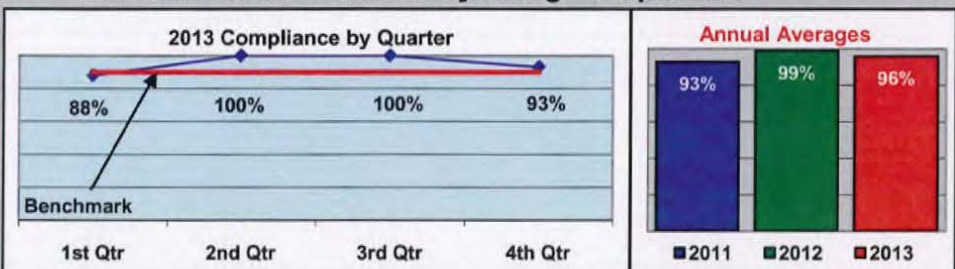 2013 Compliance by Quarter
88% 100% 100% 93%
Benchmark
1st Qtr 2nd Qtr 3rd Qtr 4th Qtr
Annual Averages
93% 99% 96%
2011 2012 2013